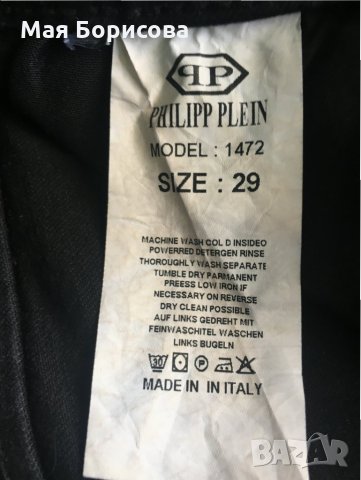 Мая Борисова
PHILIPP PLEIN
MODEL : 1472
SIZE : 29
MACHINE WASH COL D INSIDEO
POWERRED DETERGEN RINSE
THOROUGHLY WASH SEPARATE
TUMBLE DRY PARMANENT
PREESS LOW IRON IF
NECESSARY ON REVERSE
DRY CLEAN POSSIBLE
AUF LINKS GEDREHT MIT
FEINWASCHITEL WASCHEN
LINKS BUGELN
30 P
MADE IN IN ITALY
BAZAR